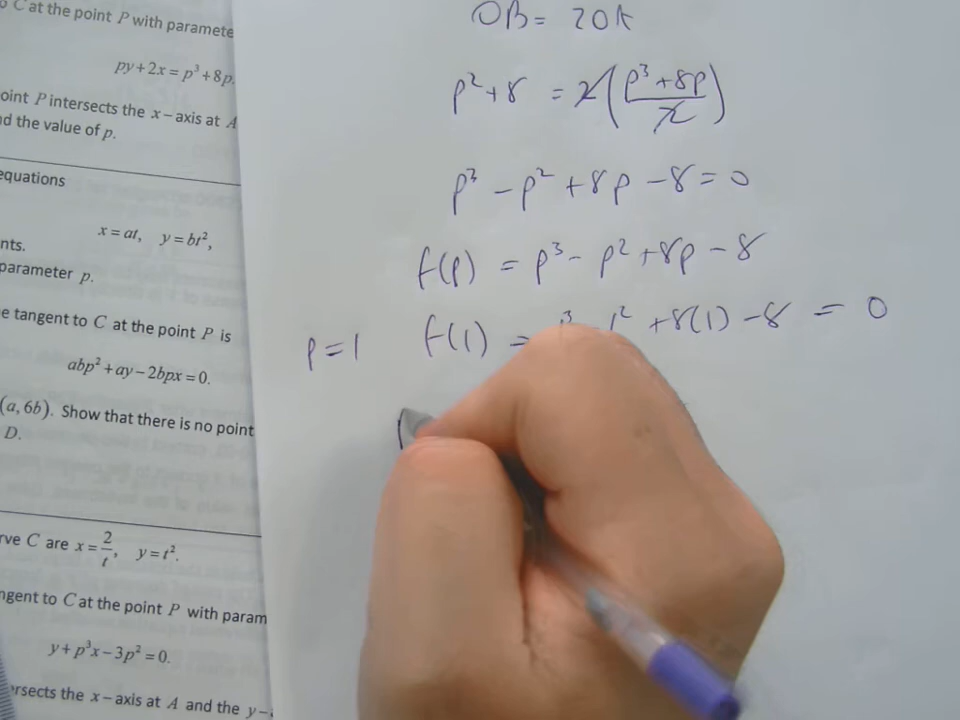 C at the point P with paramete
py+2x=p³+8p.
oint P intersects the x-axis at A
nd the value of p.
equations
x=at, y=bt²,
nts.
parameter p.
e tangent to C at the point P is
abp²+ay-2bpx=0.
(a, 6b). Show that there is no point
D.
rve C are x=2/t, y=t².
ngent to C at the point P with param
y+p³x-3p²=0.
rsects the x-axis at A and the y-
OB = 2OA
p²+8 = 2((p³+8p)/2)
p³-p²+8p-8=0
f(p) = p³-p²+8p-8
p=1 f(1) = ³ - 1² +8(1)-8 = 0